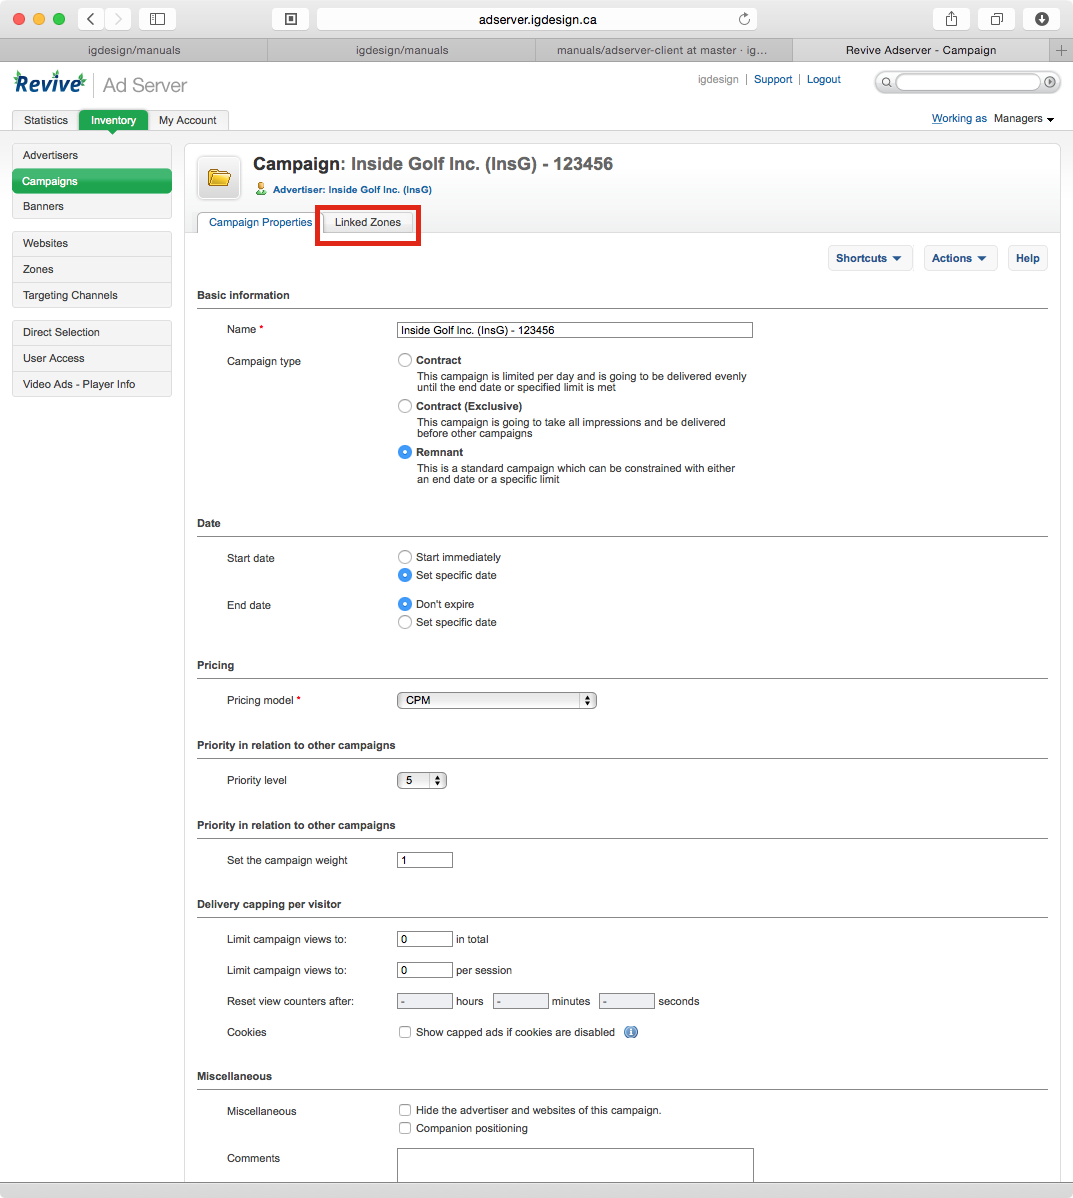 adserver.igdesign.ca
igdesign/manuals
igdesign/manuals
manuals/adserver-client at master · ig...
Revive Adserver - Campaign
Revive Ad Server
igdesign | Support | Logout
Statistics
Inventory
My Account
Working as Managers
Advertisers
Campaigns
Banners
Websites
Zones
Targeting Channels
Direct Selection
User Access
Video Ads - Player Info
Campaign: Inside Golf Inc. (InsG) - 123456
Advertiser: Inside Golf Inc. (InsG)
Campaign Properties
Linked Zones
Shortcuts
Actions
Help
Basic information
Name *
Inside Golf Inc. (InsG) - 123456
Campaign type
Contract
This campaign is limited per day and is going to be delivered evenly
until the end date or specified limit is met
Contract (Exclusive)
This campaign is going to take all impressions and be delivered
before other campaigns
Remnant
This is a standard campaign which can be constrained with either
an end date or a specific limit
Date
Start date
Start immediately
Set specific date
End date
Don't expire
Set specific date
Pricing
Pricing model *
CPM
Priority in relation to other campaigns
Priority level
5
Priority in relation to other campaigns
Set the campaign weight
1
Delivery capping per visitor
Limit campaign views to:
0
in total
Limit campaign views to:
0
per session
Reset view counters after:
- hours - minutes - seconds
Cookies
Show capped ads if cookies are disabled
Miscellaneous
Miscellaneous
Hide the advertiser and websites of this campaign.
Companion positioning
Comments